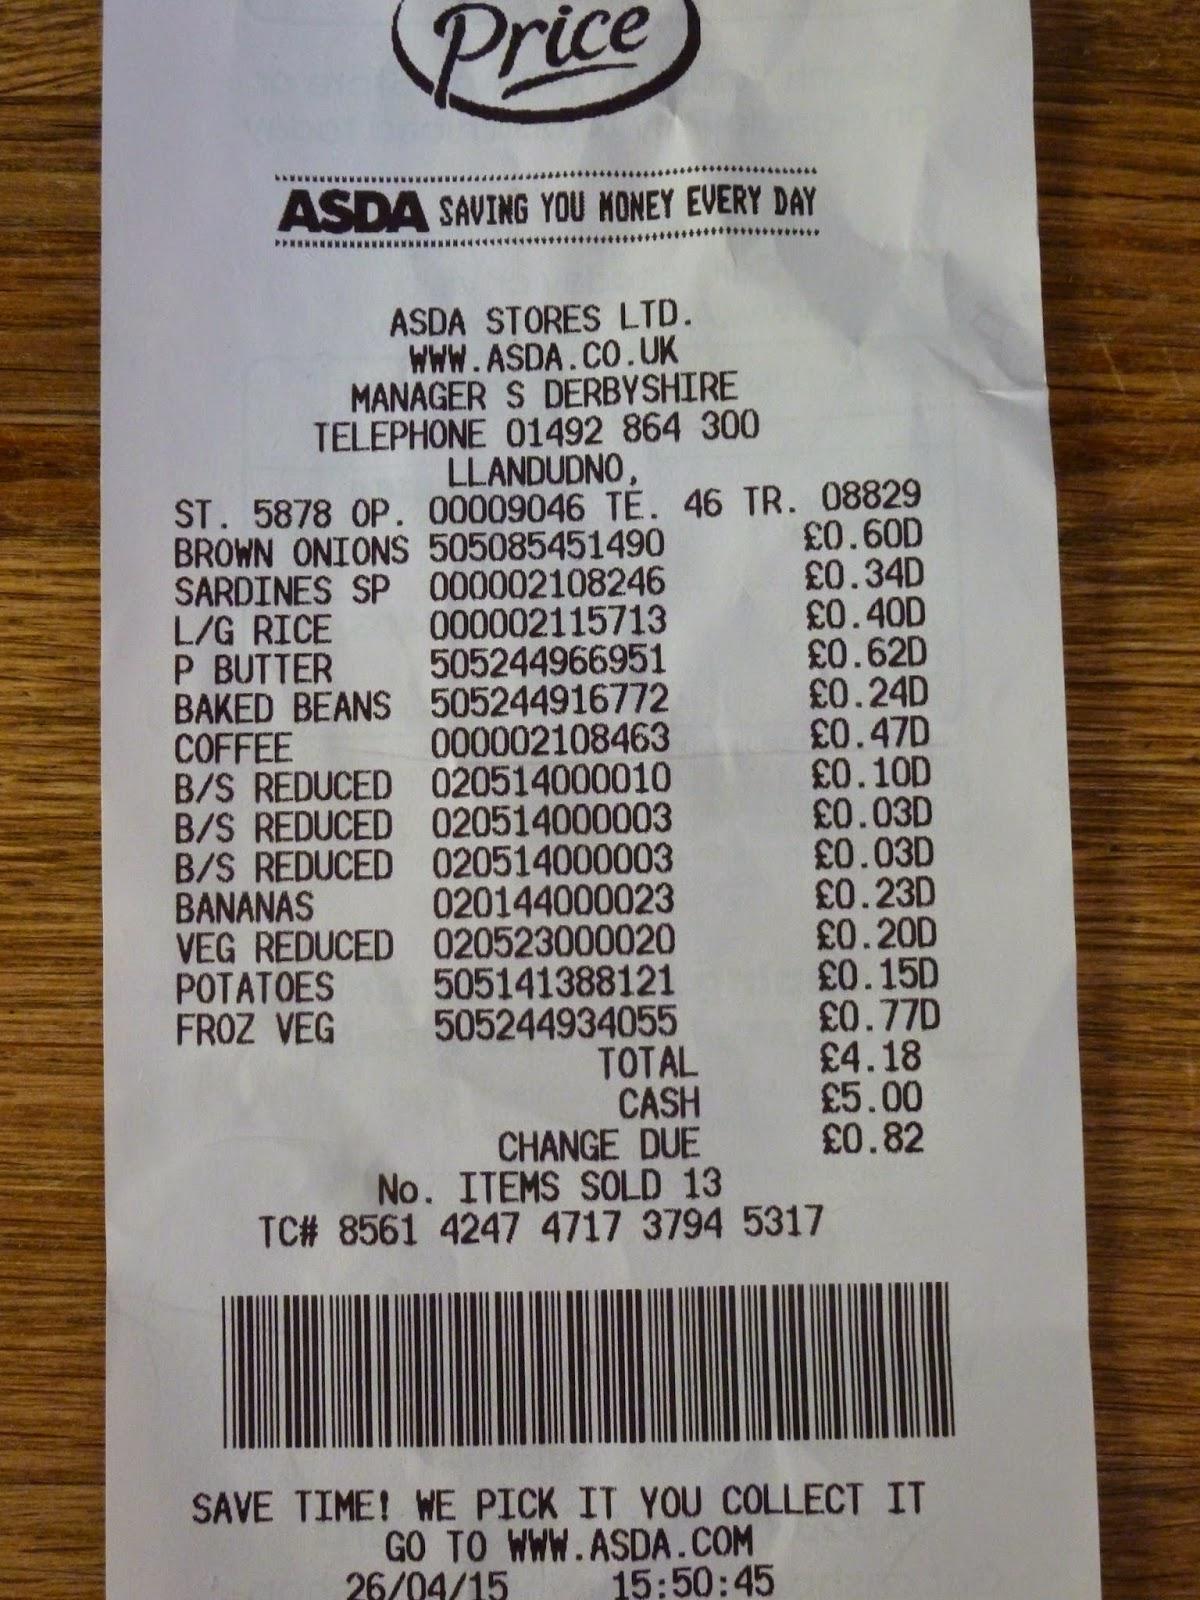 Price
ASDA SAVING YOU MONEY EVERY DAY
ASDA STORES LTD.
WWW.ASDA.CO.UK
MANAGER S DERBYSHIRE
TELEPHONE 01492 864 300
LLANDUDNO,
ST. 5878 OP. 00009046 TE. 46 TR. 08829
BROWN ONIONS 505085451490 £0.60D
SARDINES SP 000002108246 £0.34D
L/G RICE 000002115713 £0.40D
P BUTTER 505244966951 £0.62D
BAKED BEANS 505244916772 £0.24D
COFFEE 000002108463 £0.47D
B/S REDUCED 020514000010 £0.10D
B/S REDUCED 020514000003 £0.03D
B/S REDUCED 020514000003 £0.03D
BANANAS 020144000023 £0.23D
VEG REDUCED 020523000020 £0.20D
POTATOES 505141388121 £0.15D
FROZ VEG 505244934055 £0.77D
TOTAL £4.18
CASH £5.00
CHANGE DUE £0.82
No. ITEMS SOLD 13
TC# 8561 4247 4717 3794 5317
SAVE TIME! WE PICK IT YOU COLLECT IT
GO TO WWW.ASDA.COM
26/04/15 15:50:45